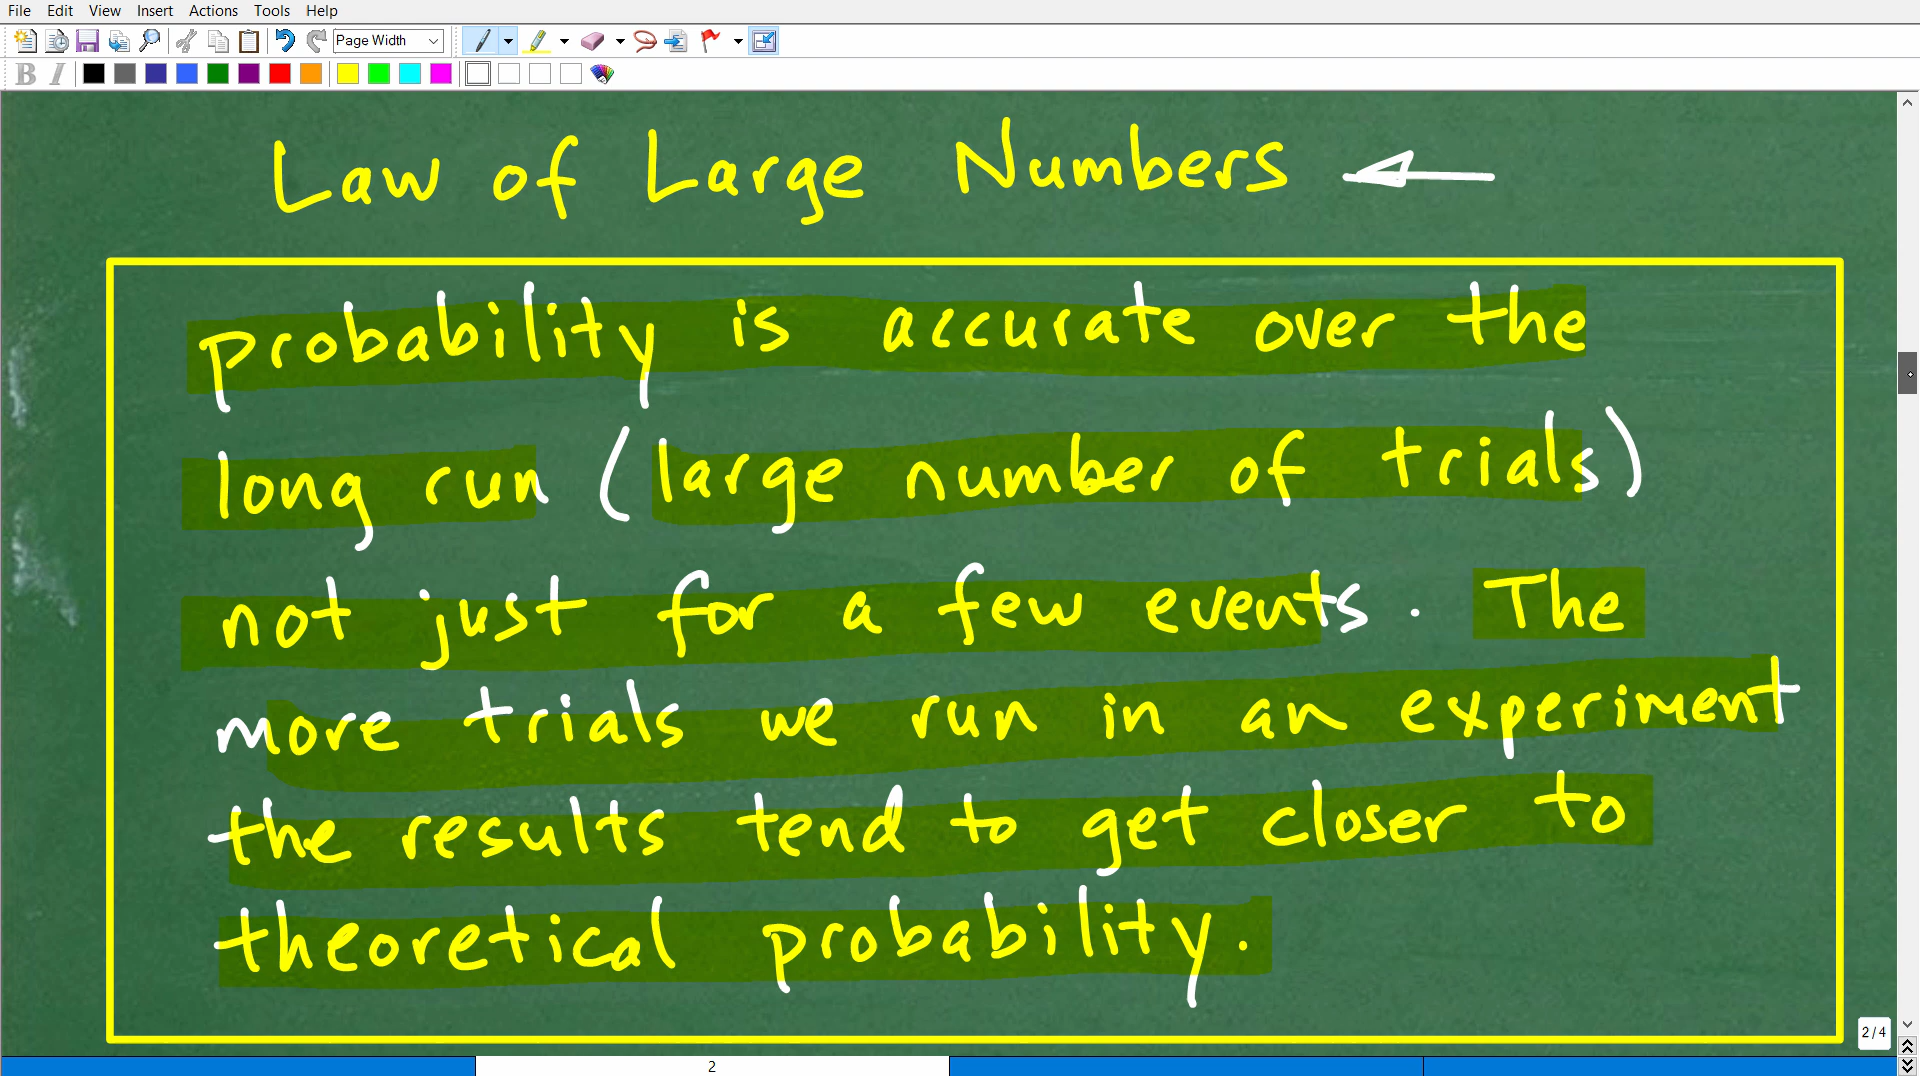 File Edit View Insert Actions Tools Help
Page Width
B I
Law of Large Numbers
probability is accurate over the
long run (large number of trials)
not just for a few events. The
more trials we run in an experiment
the results tend to get closer to
theoretical probability.
2 / 4
2